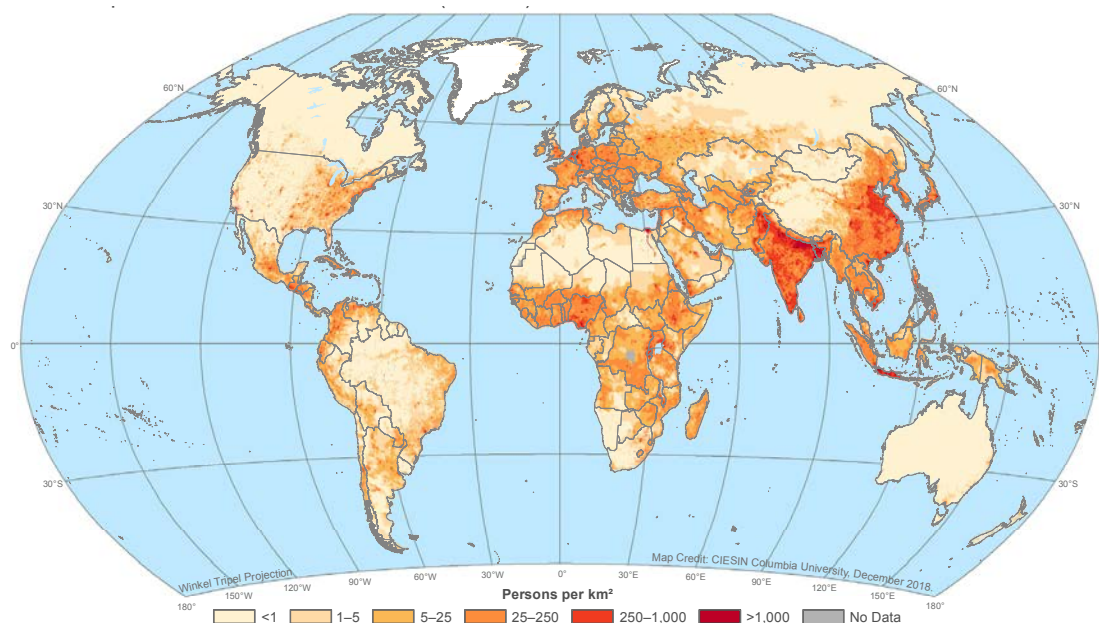 60°N
60°N
30°N
30°N
0°
30°S
30°S
Winkel Tripel Projection
Map Credit: CIESIN Columbia University, December 2018.
180° 150°W 120°W 90°W 60°W 30°W 0° 30°E 60°E 90°E 120°E 150°E 180°
Persons per km²
<1 1–5 5–25 25–250 250–1,000 >1,000 No Data